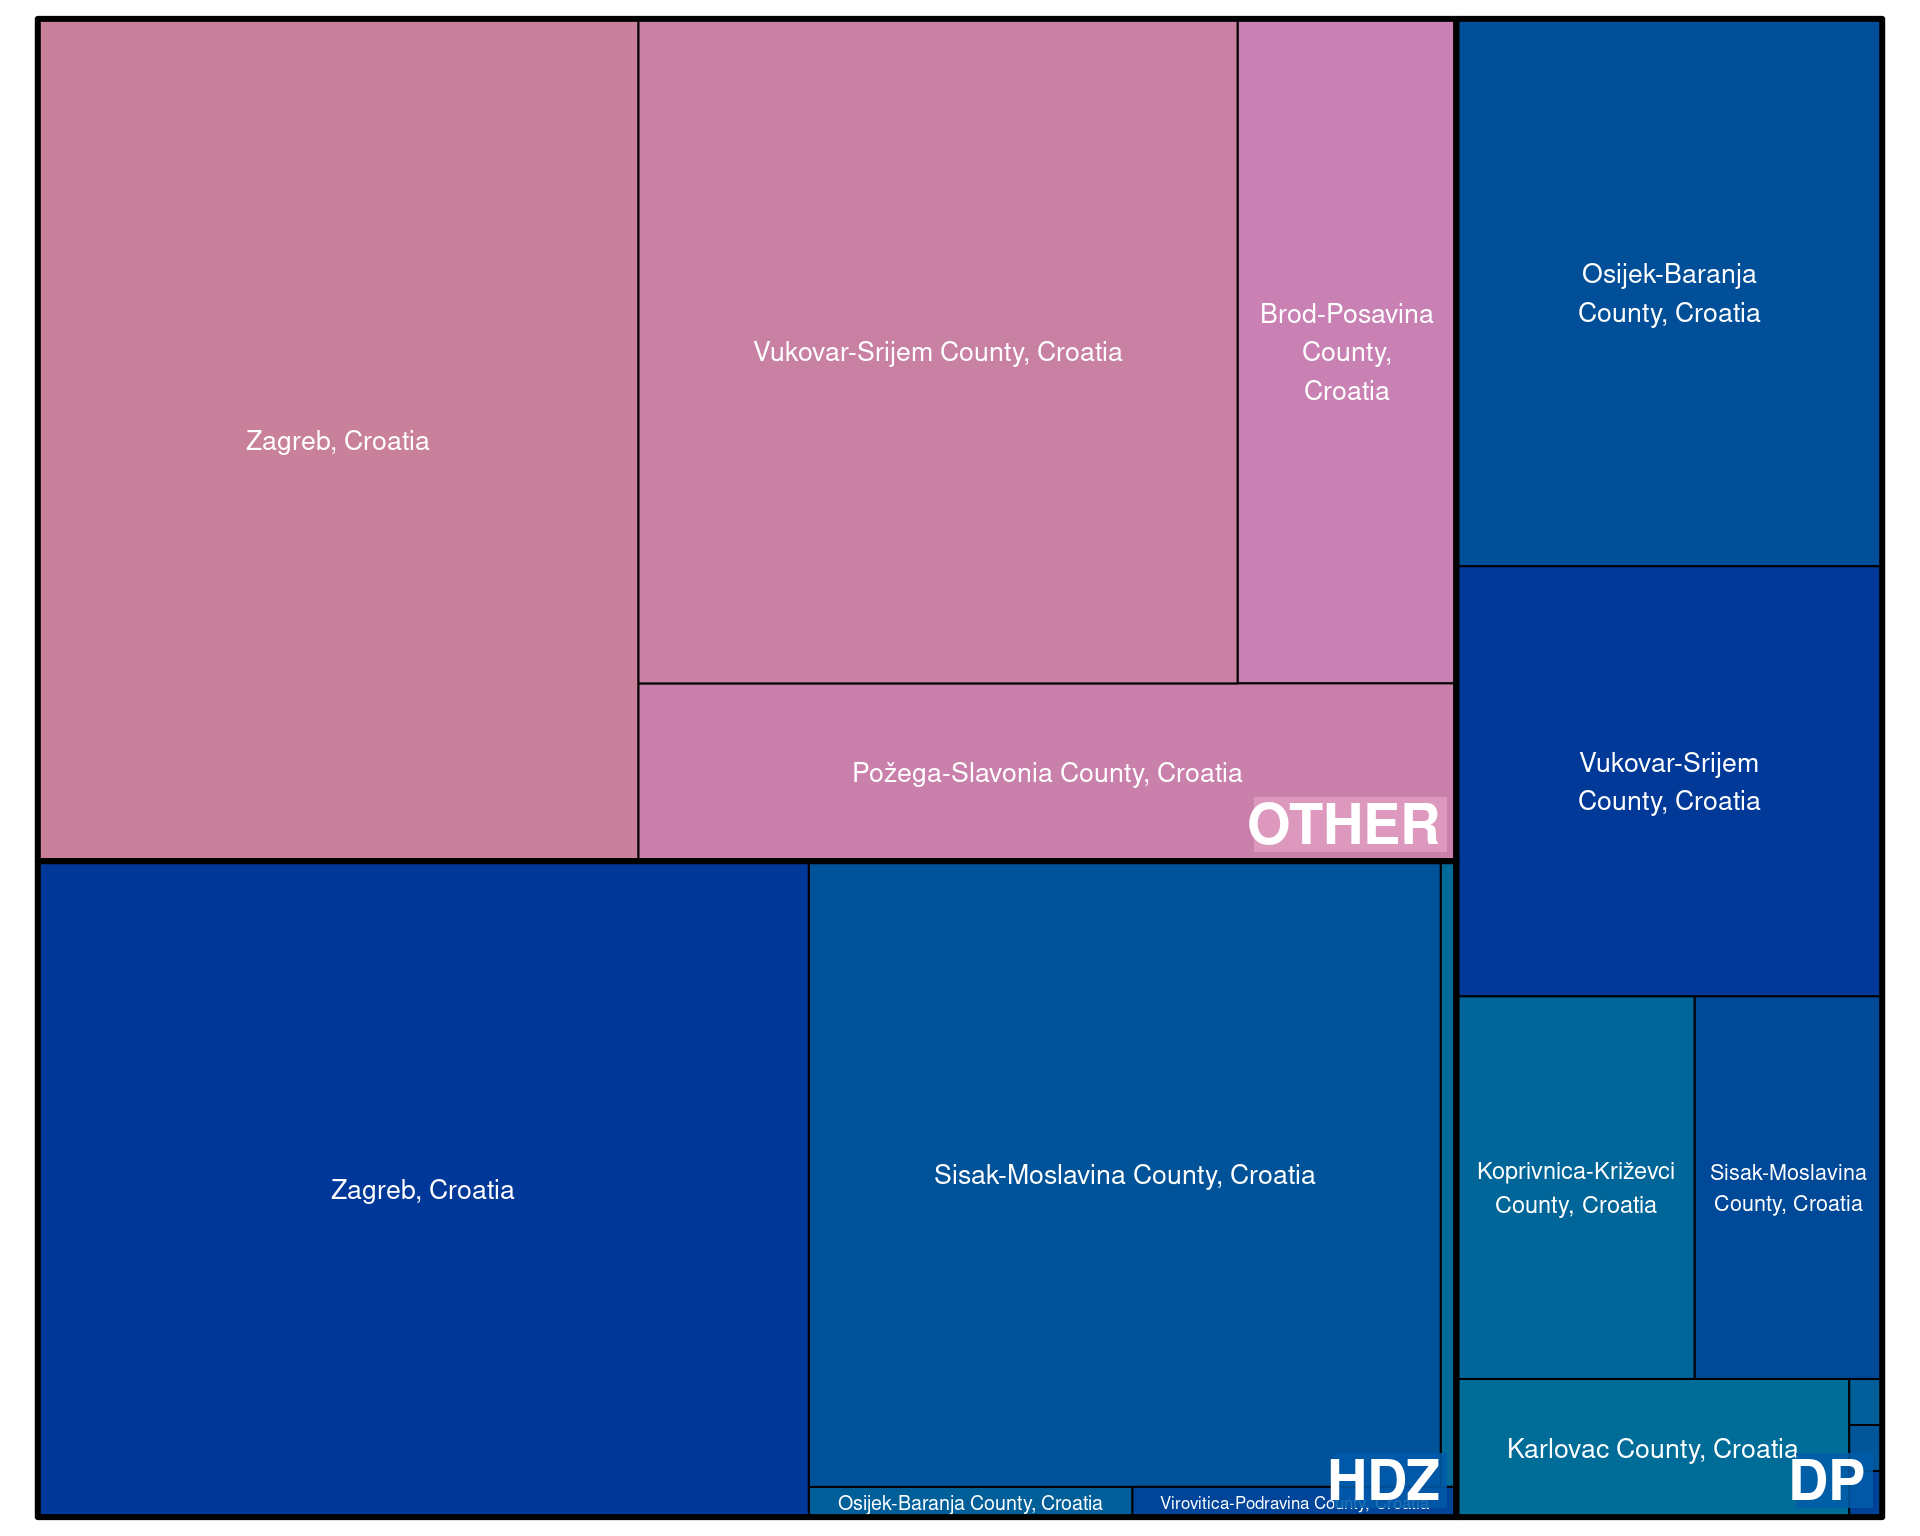 Zagreb, Croatia
Vukovar-Srijem County, Croatia
Brod-Posavina
County,
Croatia
Požega-Slavonia County, Croatia
OTHER
Zagreb, Croatia
Sisak-Moslavina County, Croatia
Osijek-Baranja County, Croatia
Virovitica-Podravina County, Croatia
HDZ
Osijek-Baranja
County, Croatia
Vukovar-Srijem
County, Croatia
Koprivnica-Križevci
County, Croatia
Sisak-Moslavina
County, Croatia
Karlovac County, Croatia
DP